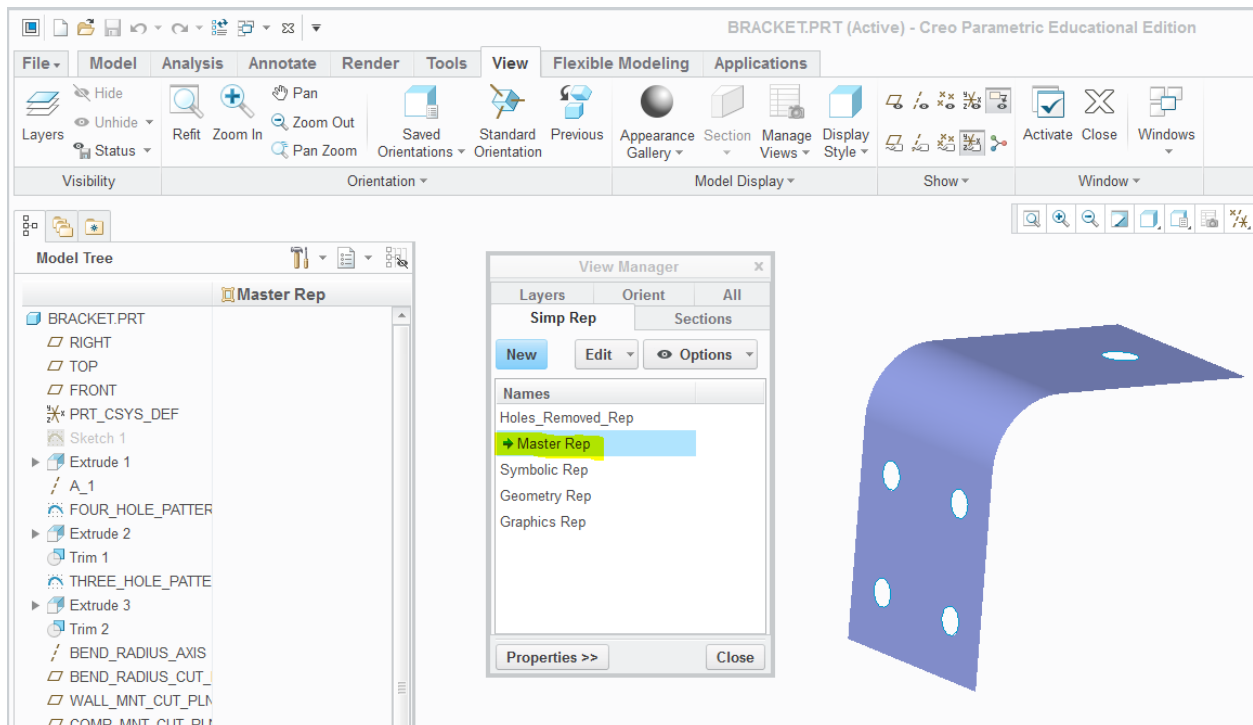 BRACKET.PRT (Active) - Creo Parametric Educational Edition
File Model Analysis Annotate Render Tools View Flexible Modeling Applications
Hide
Unhide
Status
Layers
Refit
Zoom In
Pan
Zoom Out
Pan Zoom
Saved Orientations
Standard Orientation
Previous
Appearance Gallery
Section
Manage Views
Display Style
Activate
Close
Windows
Visibility Orientation Model Display Show Window
Model Tree
Master Rep
BRACKET.PRT
RIGHT
TOP
FRONT
PRT_CSYS_DEF
Sketch 1
Extrude 1
A_1
FOUR_HOLE_PATTER
Extrude 2
Trim 1
THREE_HOLE_PATTE
Extrude 3
Trim 2
BEND_RADIUS_AXIS
BEND_RADIUS_CUT_
WALL_MNT_CUT_PLN
COMP_MNT_CUT_PLN
View Manager
Layers Orient All
Simp Rep Sections
New Edit Options
Names
Holes_Removed_Rep
Master Rep
Symbolic Rep
Geometry Rep
Graphics Rep
Properties >> Close